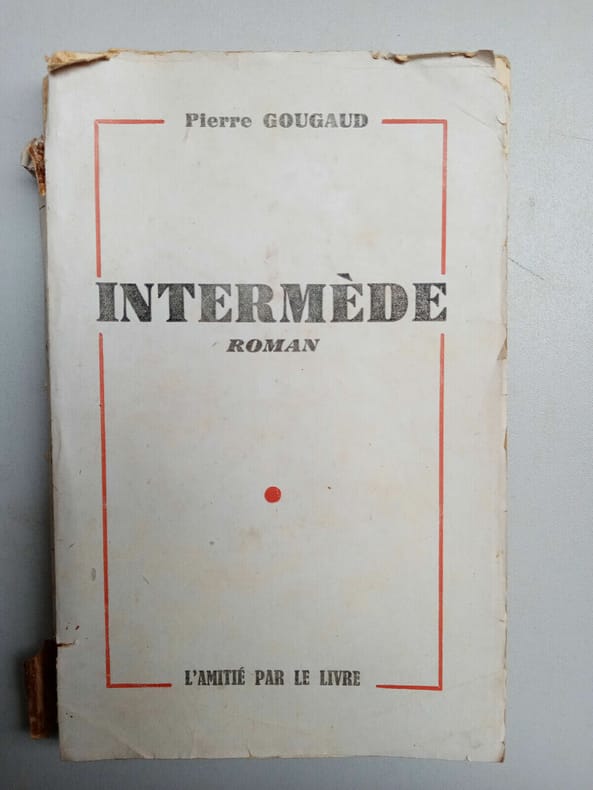 Pierre GOUGAUD
INTERMÈDE
ROMAN
L'AMITIÉ PAR LE LIVRE